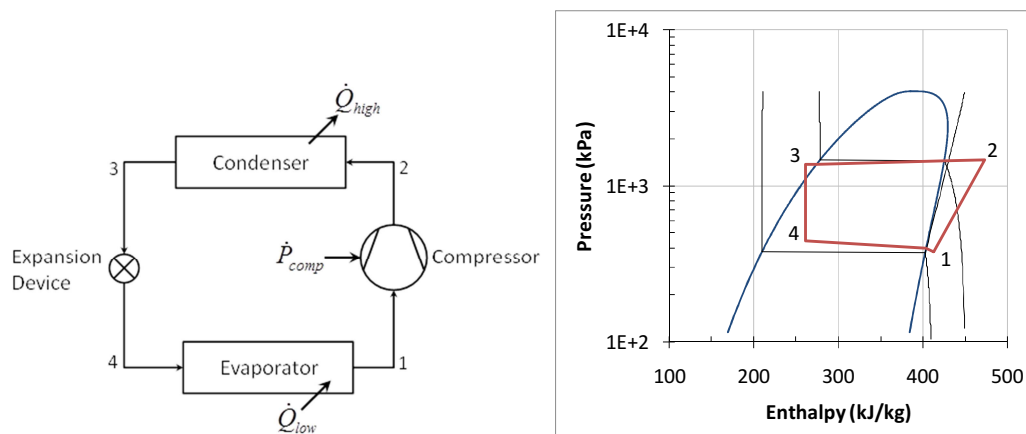 Q̇high
Condenser
3
2
Expansion
Device
Ṗcomp
Compressor
4
1
Evaporator
Q̇low
1E+4
1E+3
1E+2
Pressure (kPa)
3
2
4
1
100
200
300
400
500
Enthalpy (kJ/kg)